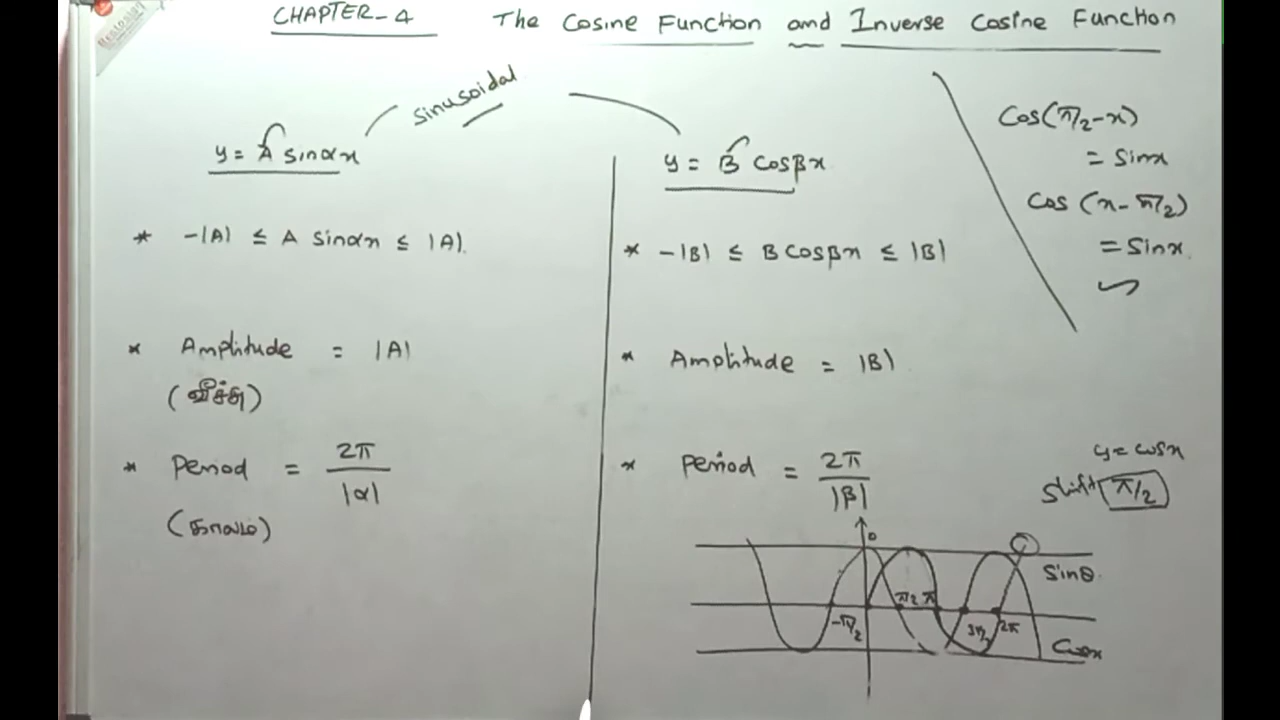 CHAPTER-4 The Cosine Function and Inverse Cosine Function
sinusoidal
y = A sinαx
* -|A| ≤ A sinαx ≤ |A|.
* Amplitude = |A|
(வீச்சு)
* Period = 2π / |α|
(காலம்)
y = B cosβx
* -|B| ≤ B cosβx ≤ |B|
* Amplitude = |B|
* Period = 2π / |β|
Cos(π/2-x)
= Sinx
Cos (x-π/2)
= Sinx.
y = cosx
Shift π/2
Sinθ
-π/2 π/2 π 3π/2 2π
Cosx